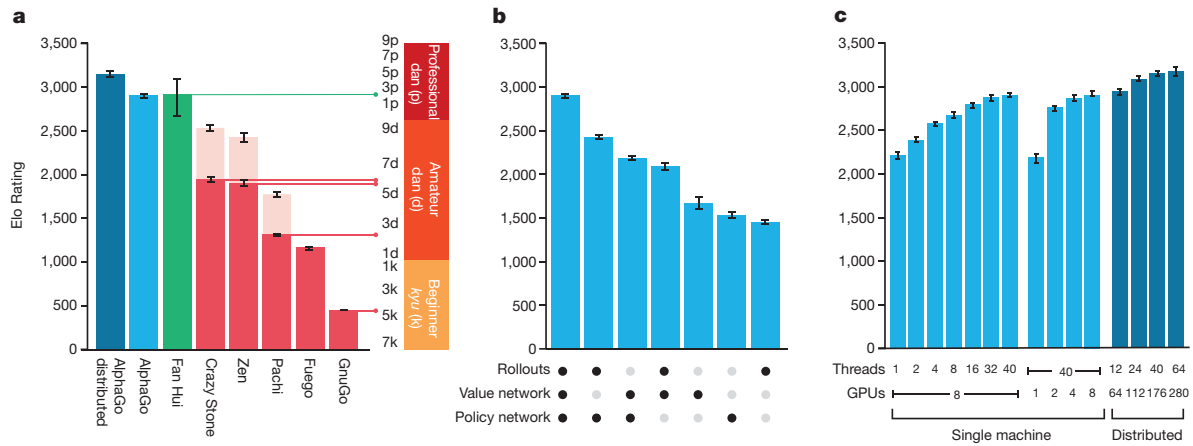 a
Elo Rating
3,500
3,000
2,500
2,000
1,500
1,000
500
0
AlphaGo
distributed
AlphaGo
Fan Hui
Crazy Stone
Zen
Pachi
Fuego
GnuGo
9p
7p
5p
3p
1p
9d
7d
5d
3d
1d
1k
3k
5k
7k
Professional
dan (p)
Amateur
dan (d)
Beginner
kyu (k)
b
3,500
3,000
2,500
2,000
1,500
1,000
500
0
Rollouts
Value network
Policy network
c
3,500
3,000
2,500
2,000
1,500
1,000
500
0
Threads 1 2 4 8 16 32 40 40 12 24 40 64
GPUs 8 1 2 4 8 64 112 176 280
Single machine Distributed